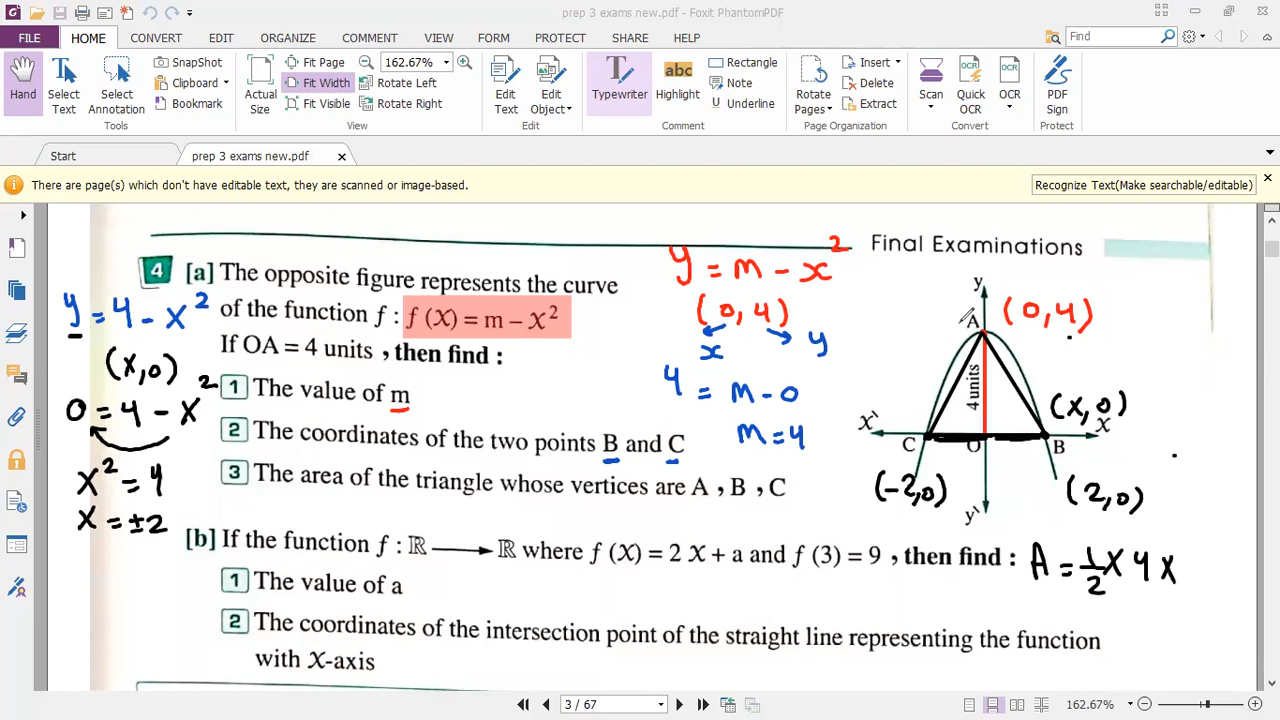 prep 3 exams new.pdf - Foxit PhantomPDF
FILE HOME CONVERT EDIT ORGANIZE COMMENT VIEW FORM PROTECT SHARE HELP Find
Hand Select Text Select Annotation SnapShot Clipboard Bookmark Tools
Actual Size Fit Page Fit Width Fit Visible 162.67% Rotate Left Rotate Right View
Edit Text Edit Object Edit
Typewriter Highlight Rectangle Note Underline Comment
Rotate Pages Insert Delete Extract Page Organization
Scan Quick OCR OCR Convert
PDF Sign Protect
Start prep 3 exams new.pdf
There are page(s) which don't have editable text, they are scanned or image-based. Recognize Text(Make searchable/editable)
Final Examinations
4 [a] The opposite figure represents the curve
of the function f : f (X) = m – X²
If OA = 4 units , then find :
1 The value of m
2 The coordinates of the two points B and C
3 The area of the triangle whose vertices are A , B , C
y = 4 - x²
(x,0)
0 = 4 - x²
x² = 4
x = ±2
y = m - x²
(0,4)
x y
4 = m - 0
m = 4
y
A (0,4)
4 units
(x,0)
x' x
C O B
(-2,0) (2,0)
y'
A = 1/2 x 4 x
[b] If the function f : ℝ → ℝ where f (X) = 2 X + a and f (3) = 9 , then find :
1 The value of a
2 The coordinates of the intersection point of the straight line representing the function
with X-axis
3 / 67 162.67%